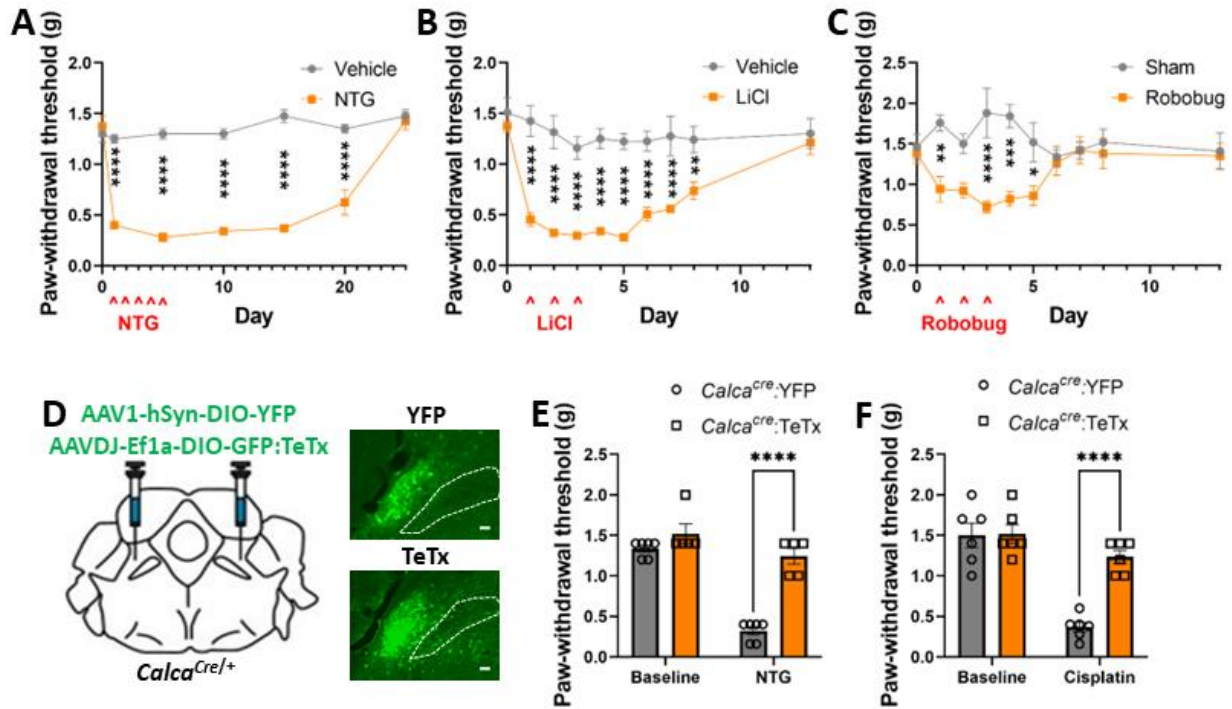 A
Paw-withdrawal threshold (g)
2.0
1.5
1.0
0.5
0.0
Vehicle
NTG
****
****
****
****
****
0
10
20
^ ^ ^ ^ ^
NTG
Day
B
Paw-withdrawal threshold (g)
2.0
1.5
1.0
0.5
0.0
Vehicle
LiCl
****
****
****
****
****
****
****
**
0
5
10
^ ^ ^
LiCl
Day
C
Paw-withdrawal threshold (g)
2.5
2.0
1.5
1.0
0.5
0.0
Sham
Robobug
**
****
***
*
0
5
10
^ ^ ^
Robobug
Day
D
AAV1-hSyn-DIO-YFP
AAVDJ-Ef1a-DIO-GFP:TeTx
Calca^Cre/+
YFP
TeTx
E
Calca^cre:YFP
Calca^cre:TeTx
Paw-withdrawal threshold (g)
2.5
2.0
1.5
1.0
0.5
0.0
****
Baseline
NTG
F
Calca^cre:YFP
Calca^cre:TeTx
Paw-withdrawal threshold (g)
2.5
2.0
1.5
1.0
0.5
0.0
****
Baseline
Cisplatin